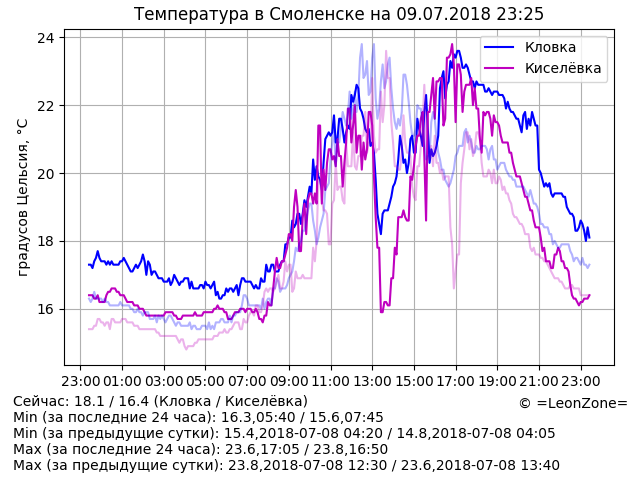 Температура в Смоленске на 09.07.2018 23:25
градусов Цельсия, °C
24
22
20
18
16
Кловка
Киселёвка
23:00 01:00 03:00 05:00 07:00 09:00 11:00 13:00 15:00 17:00 19:00 21:00 23:00
Сейчас: 18.1 / 16.4 (Кловка / Киселёвка)
© =LeonZone=
Min (за последние 24 часа): 16.3,05:40 / 15.6,07:45
Min (за предыдущие сутки): 15.4,2018-07-08 04:20 / 14.8,2018-07-08 04:05
Max (за последние 24 часа): 23.6,17:05 / 23.8,16:50
Max (за предыдущие сутки): 23.8,2018-07-08 12:30 / 23.6,2018-07-08 13:40